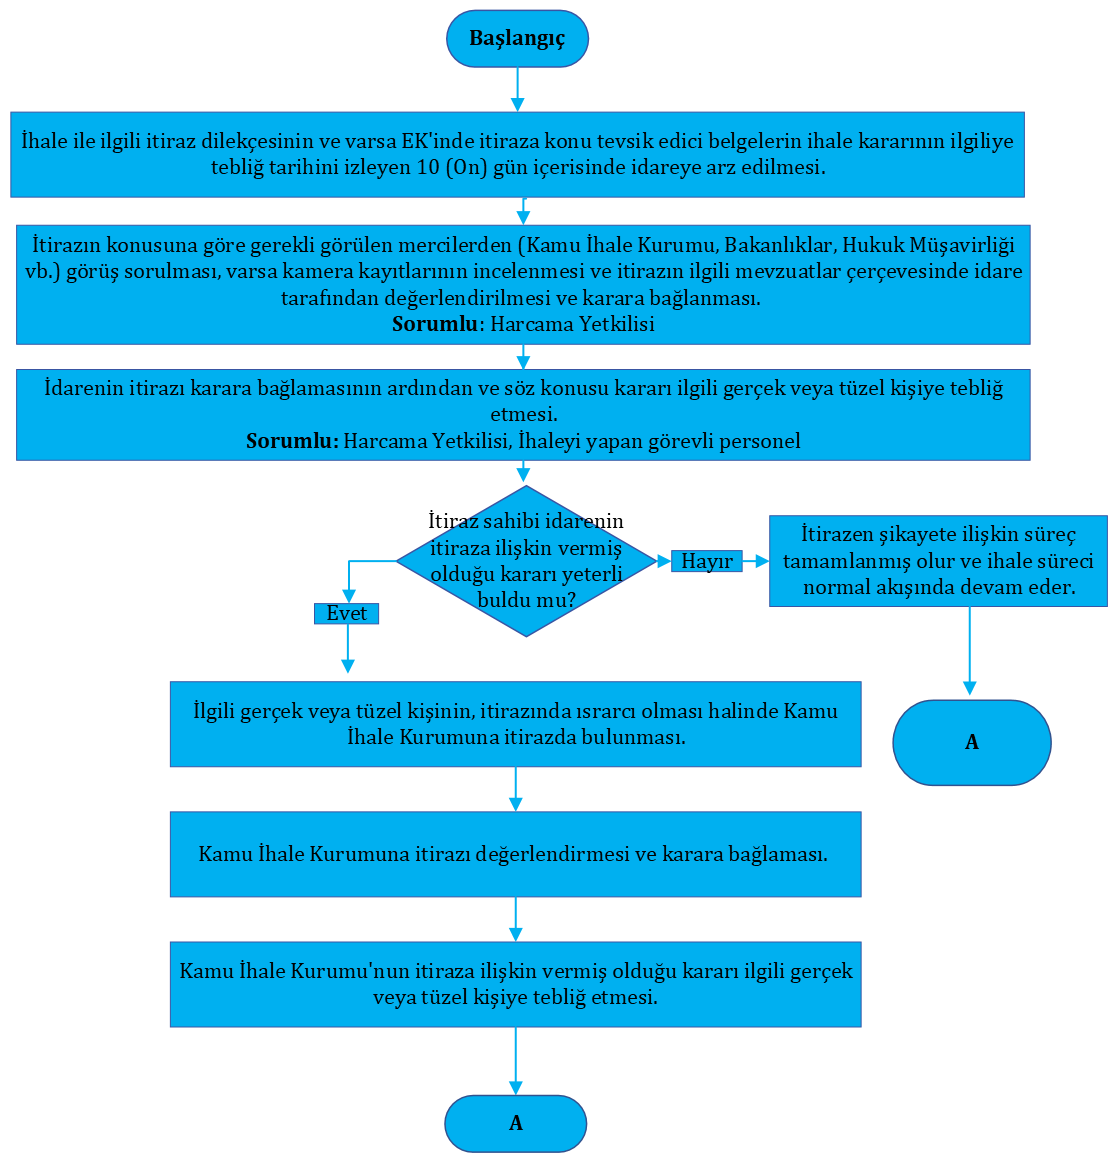 Başlangıç
İhale ile ilgili itiraz dilekçesinin ve varsa EK'inde itiraza konu tevsik edici belgelerin ihale kararının ilgiliye
tebliğ tarihini izleyen 10 (On) gün içerisinde idareye arz edilmesi.
İtirazın konusuna göre gerekli görülen mercilerden (Kamu İhale Kurumu, Bakanlıklar, Hukuk Müşavirliği
vb.) görüş sorulması, varsa kamera kayıtlarının incelenmesi ve itirazın ilgili mevzuatlar çerçevesinde idare
tarafından değerlendirilmesi ve karara bağlanması.
Sorumlu: Harcama Yetkilisi
İdarenin itirazı karara bağlamasının ardından ve söz konusu kararı ilgili gerçek veya tüzel kişiye tebliğ
etmesi.
Sorumlu: Harcama Yetkilisi, İhaleyi yapan görevli personel
İtiraz sahibi idarenin
itiraza ilişkin vermiş
olduğu kararı yeterli
buldu mu?
Hayır
İtirazen şikayete ilişkin süreç
tamamlanmış olur ve ihale süreci
normal akışında devam eder.
Evet
İlgili gerçek veya tüzel kişinin, itirazında ısrarcı olması halinde Kamu
İhale Kurumuna itirazda bulunması.
A
Kamu İhale Kurumuna itirazı değerlendirmesi ve karara bağlaması.
Kamu İhale Kurumu'nun itiraza ilişkin vermiş olduğu kararı ilgili gerçek
veya tüzel kişiye tebliğ etmesi.
A